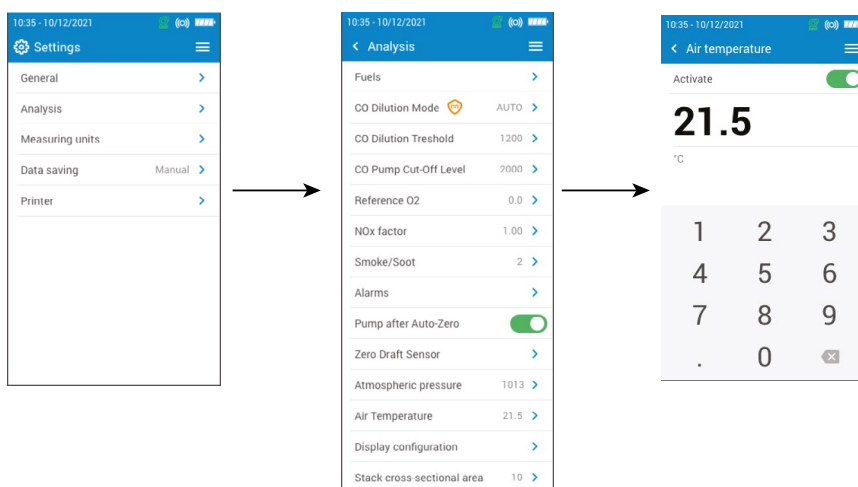 10:35 - 10/12/2021
Settings
General
Analysis
Measuring units
Data saving Manual
Printer
10:35 - 10/12/2021
Analysis
Fuels
CO Dilution Mode AUTO
CO Dilution Treshold 1200
CO Pump Cut-Off Level 2000
Reference O2 0.0
NOx factor 1.00
Smoke/Soot 2
Alarms
Pump after Auto-Zero
Zero Draft Sensor
Atmospheric pressure 1013
Air Temperature 21.5
Display configuration
Stack cross-sectional area 10
10:35 - 10/12/2021
Air temperature
Activate
21.5
°C
1 2 3
4 5 6
7 8 9
. 0